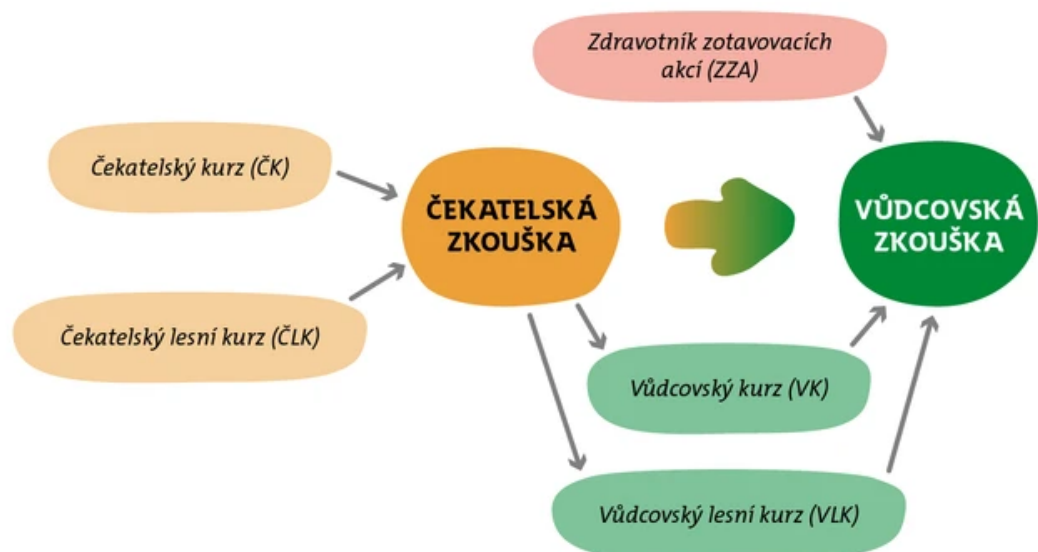 Zdravotník zotavovacích
akcí (ZZA)
Čekatelský kurz (ČK)
ČEKATELSKÁ
ZKOUŠKA
VŮDCOVSKÁ
ZKOUŠKA
Čekatelský lesní kurz (ČLK)
Vůdcovský kurz (VK)
Vůdcovský lesní kurz (VLK)